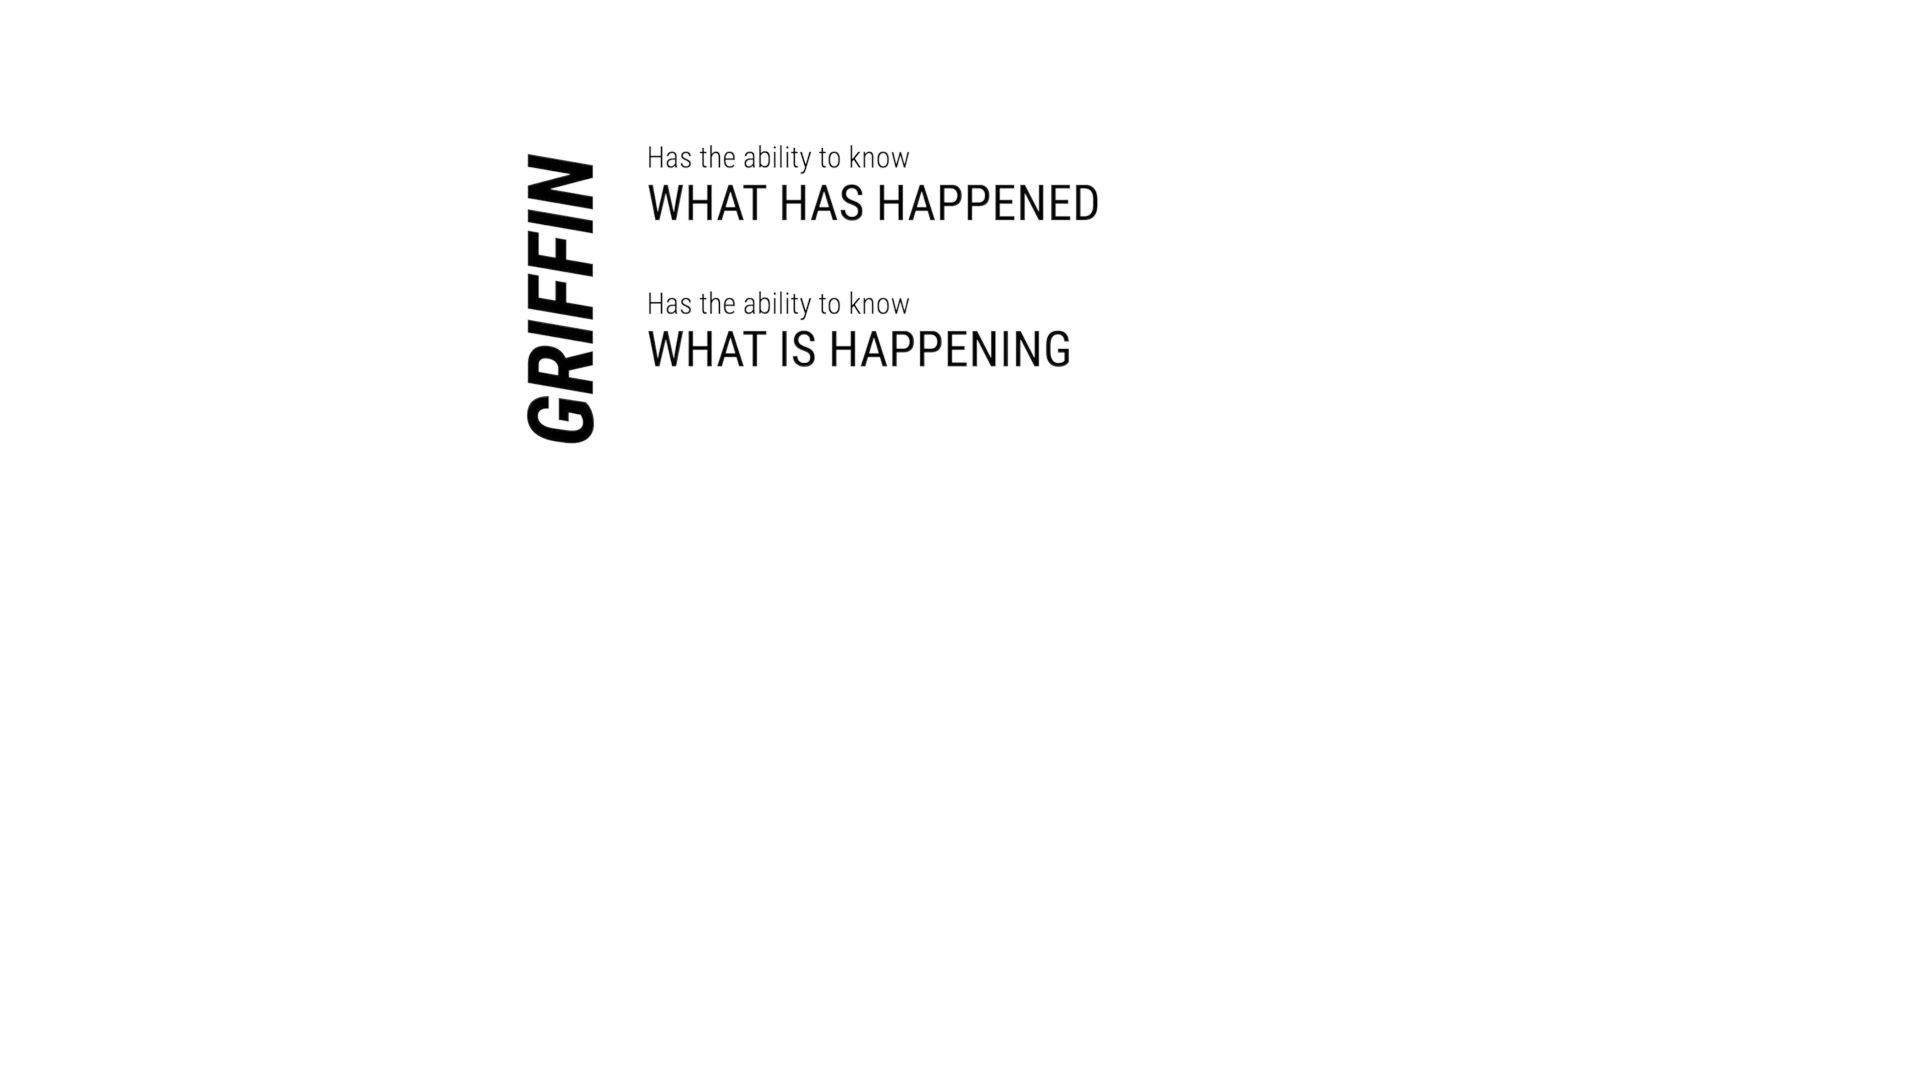 GRIFFIN
Has the ability to know
WHAT HAS HAPPENED
Has the ability to know
WHAT IS HAPPENING